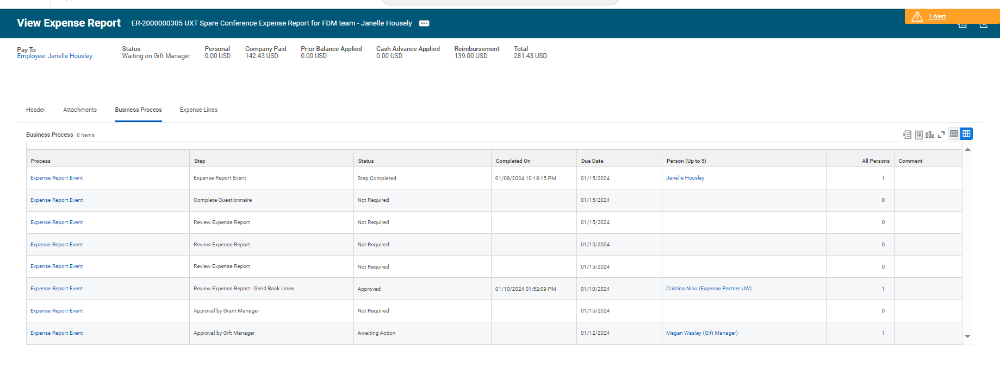 View Expense Report ER-2000000305 UXT Spare Conference Expense Report for FDM team - Janelle Housely 1 Alert
Pay To Status Personal Company Paid Prior Balance Applied Cash Advance Applied Reimbursement Total
Employee: Janelle Housley Waiting on Gift Manager 0.00 USD 142.43 USD 0.00 USD 0.00 USD 139.00 USD 281.43 USD
Header Attachments Business Process Expense Lines
Business Process 8 items
Process Step Status Completed On Due Date Person (Up to 5) All Persons Comment
Expense Report Event Expense Report Event Step Completed 01/08/2024 10:18:15 PM 01/15/2024 Janelle Housley 1
Expense Report Event Complete Questionnaire Not Required 01/15/2024 0
Expense Report Event Review Expense Report Not Required 01/15/2024 0
Expense Report Event Review Expense Report Not Required 01/15/2024 0
Expense Report Event Review Expense Report Not Required 01/15/2024 0
Expense Report Event Review Expense Report - Send Back Lines Approved 01/10/2024 01:52:09 PM 01/10/2024 Cristina Nino (Expense Partner UW) 1
Expense Report Event Approval by Grant Manager Not Required 01/15/2024 0
Expense Report Event Approval by Gift Manager Awaiting Action 01/12/2024 Megan Wasley (Gift Manager) 1